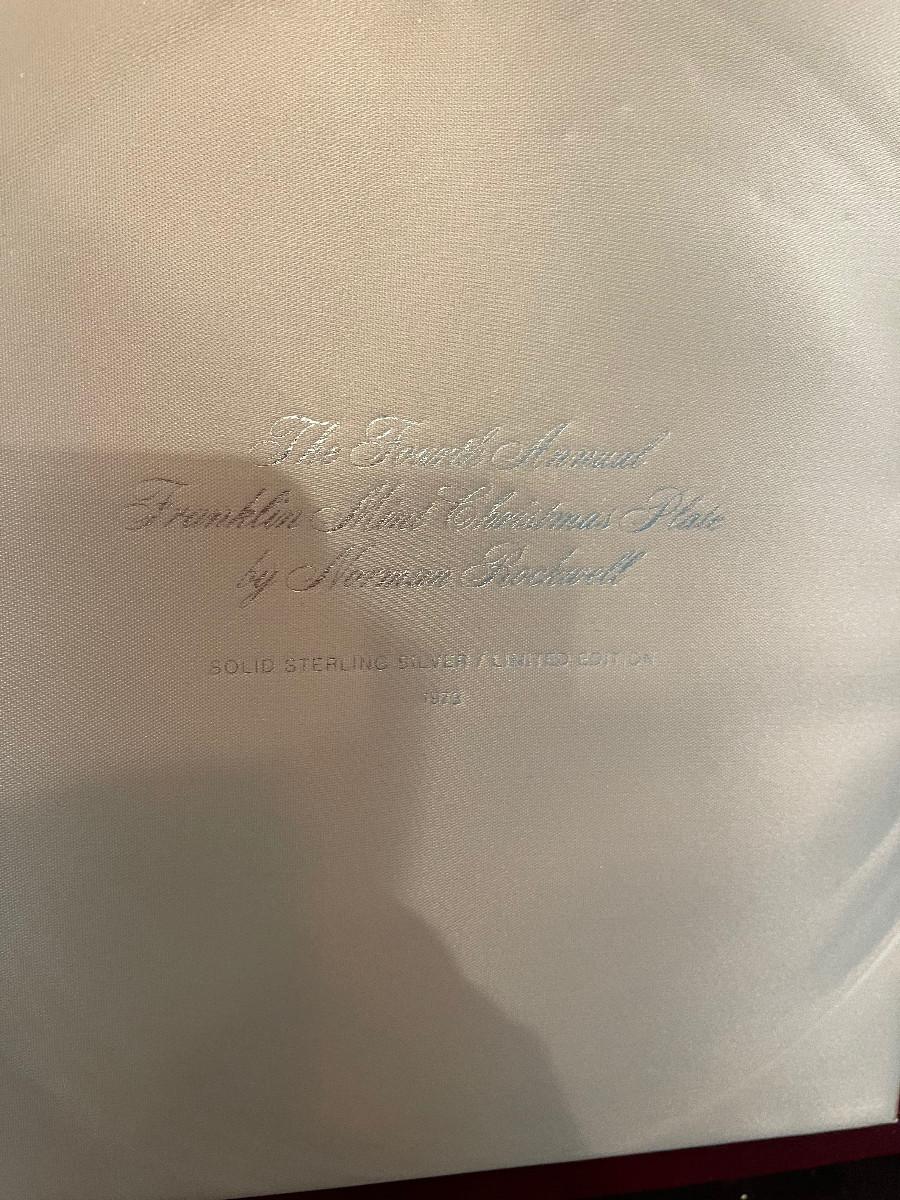 The Fourth Annual
Franklin Mint Christmas Plate
by Norman Rockwell
SOLID STERLING SILVER / LIMITED EDITION
1973